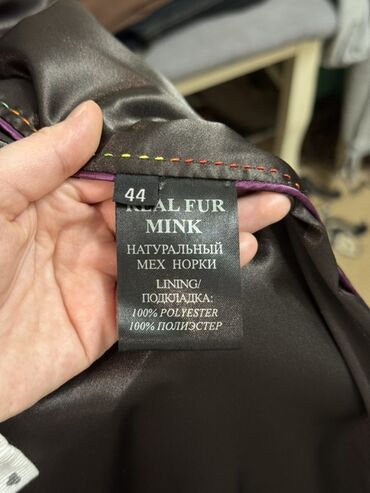 44
REAL FUR
MINK
НАТУРАЛЬНЫЙ
МЕХ НОРКИ
LINING/
ПОДКЛАДКА:
100% POLYESTER
100% ПОЛИЭСТЕР